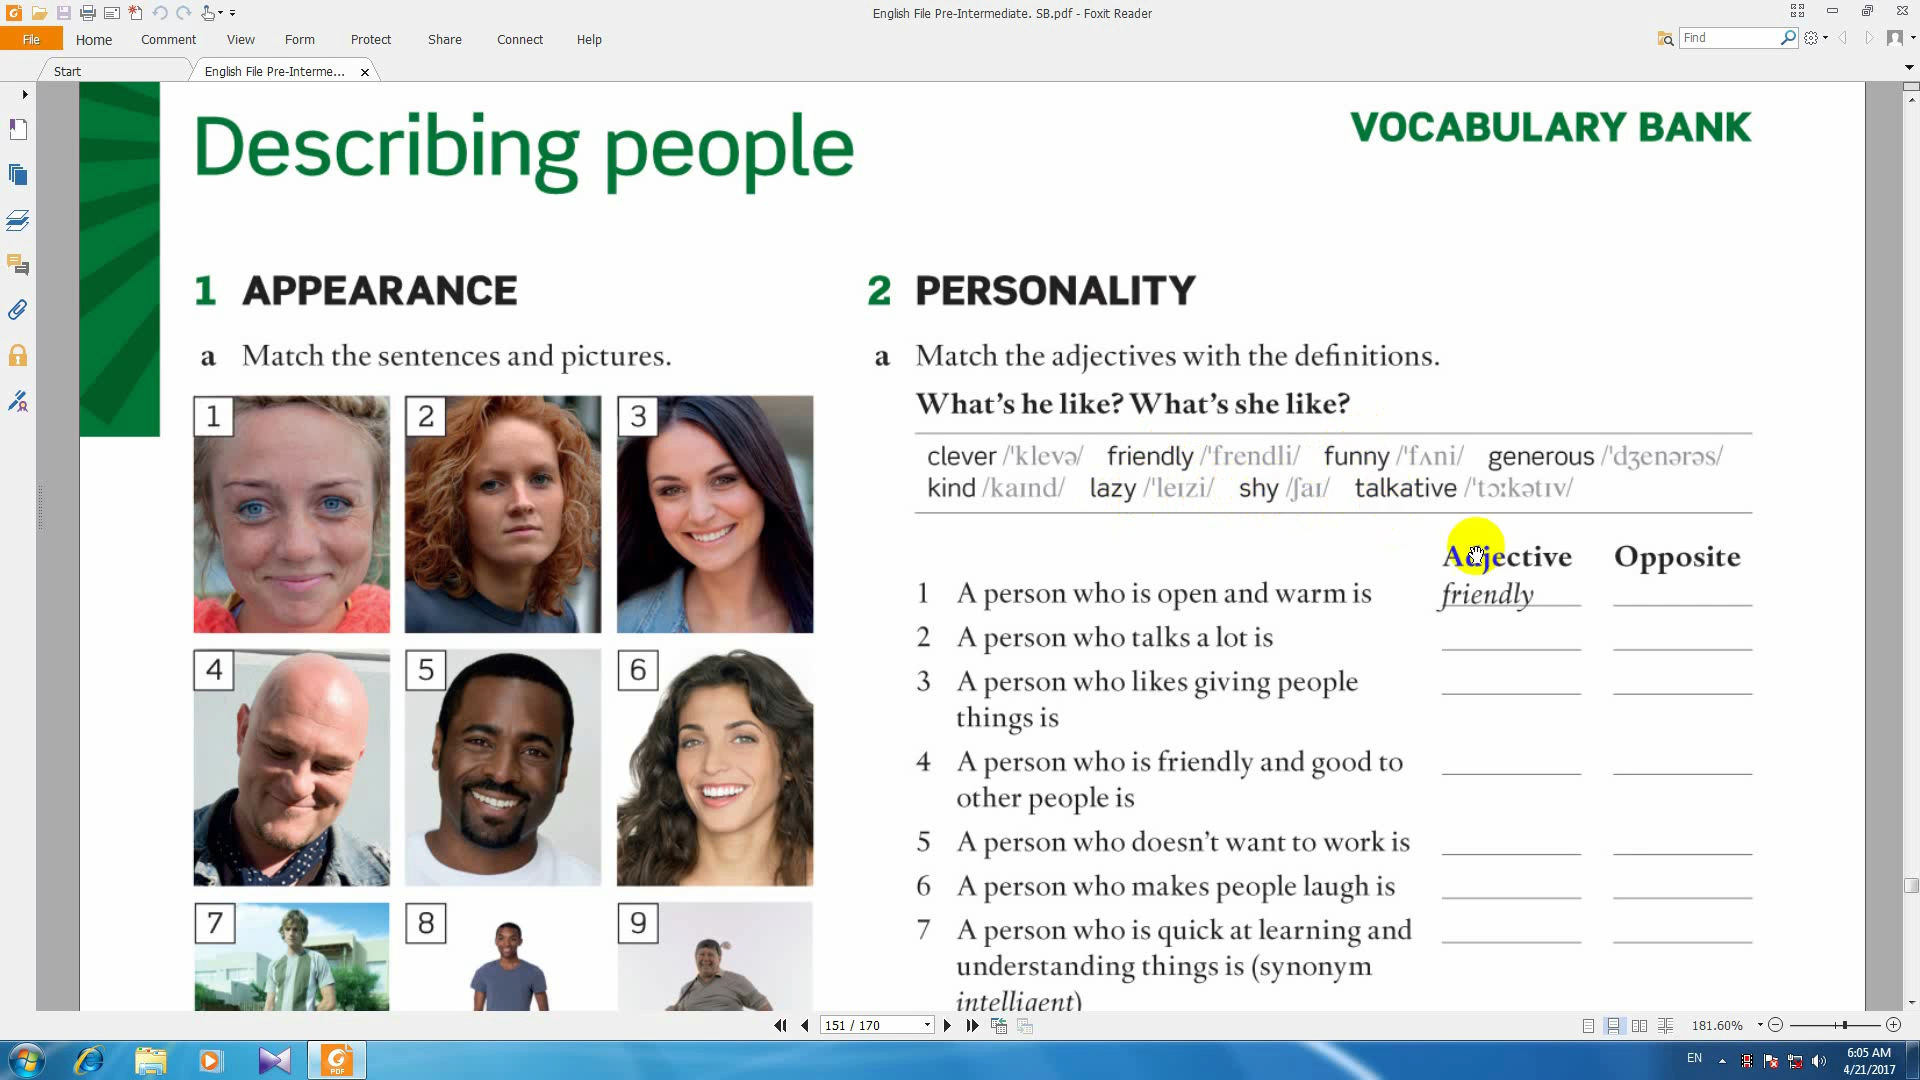 English File Pre-Intermediate. SB.pdf - Foxit Reader
File Home Comment View Form Protect Share Connect Help
Find
Start
English File Pre-Interme...
Describing people
VOCABULARY BANK
1 APPEARANCE
a Match the sentences and pictures.
1
2
3
4
5
6
7
8
9
2 PERSONALITY
a Match the adjectives with the definitions.
What's he like? What's she like?
clever /ˈklevə/ friendly /ˈfrendli/ funny /ˈfʌni/ generous /ˈdʒenərəs/
kind /kaɪnd/ lazy /ˈleɪzi/ shy /ʃaɪ/ talkative /ˈtɔːkətɪv/
Adjective Opposite
1 A person who is open and warm is friendly
2 A person who talks a lot is
3 A person who likes giving people
things is
4 A person who is friendly and good to
other people is
5 A person who doesn't want to work is
6 A person who makes people laugh is
7 A person who is quick at learning and
understanding things is (synonym
intelligent)
151 / 170
181.60%
PDF
EN
6:05 AM
4/21/2017